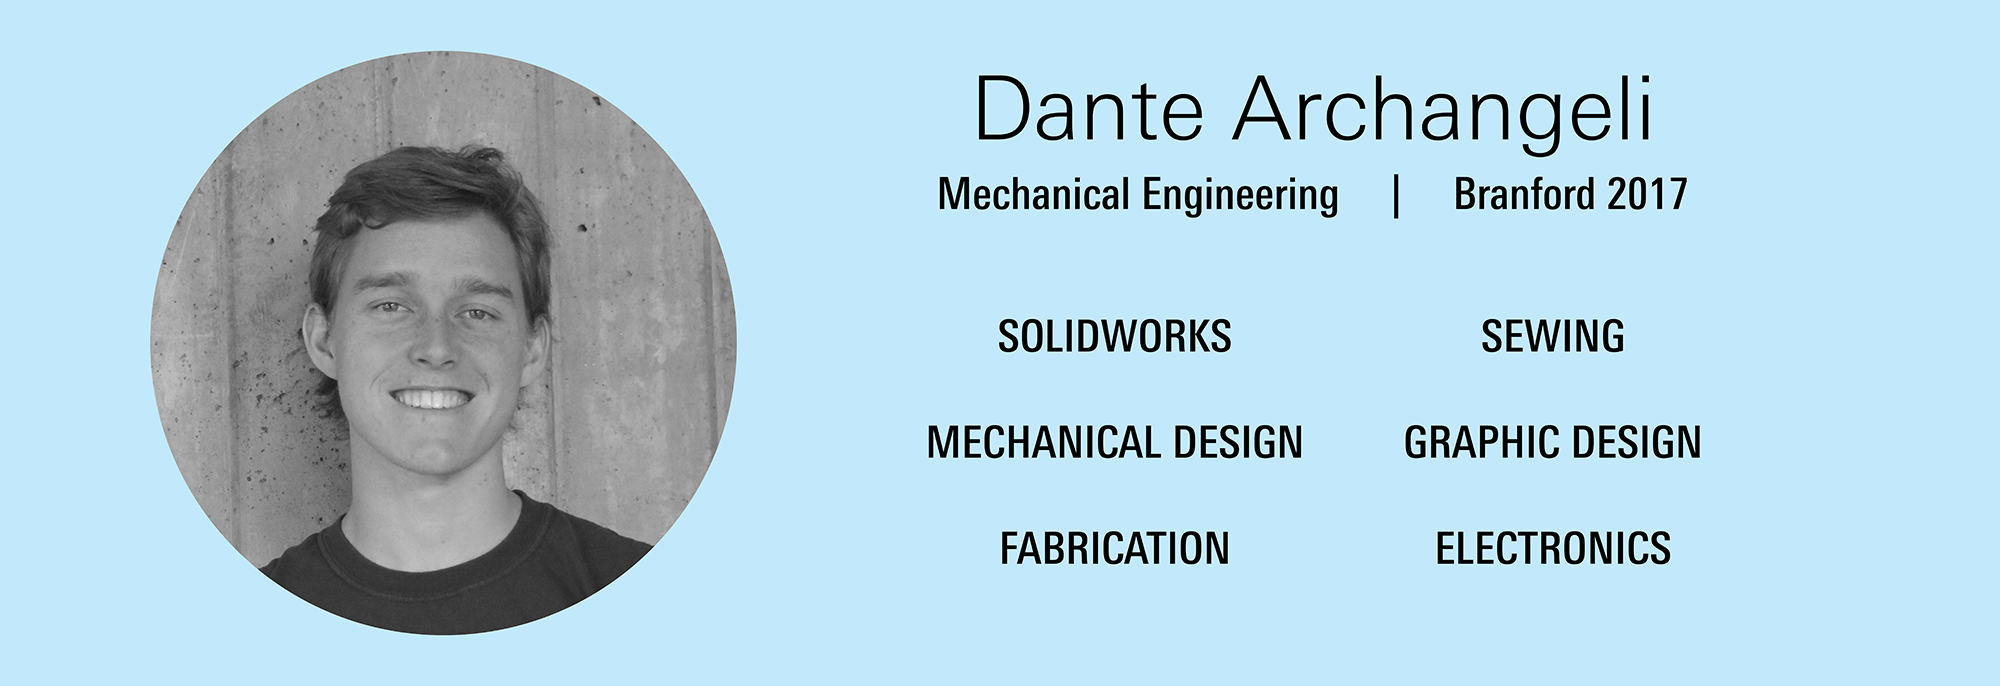 Dante Archangeli
Mechanical Engineering | Branford 2017
SOLIDWORKS SEWING
MECHANICAL DESIGN GRAPHIC DESIGN
FABRICATION ELECTRONICS